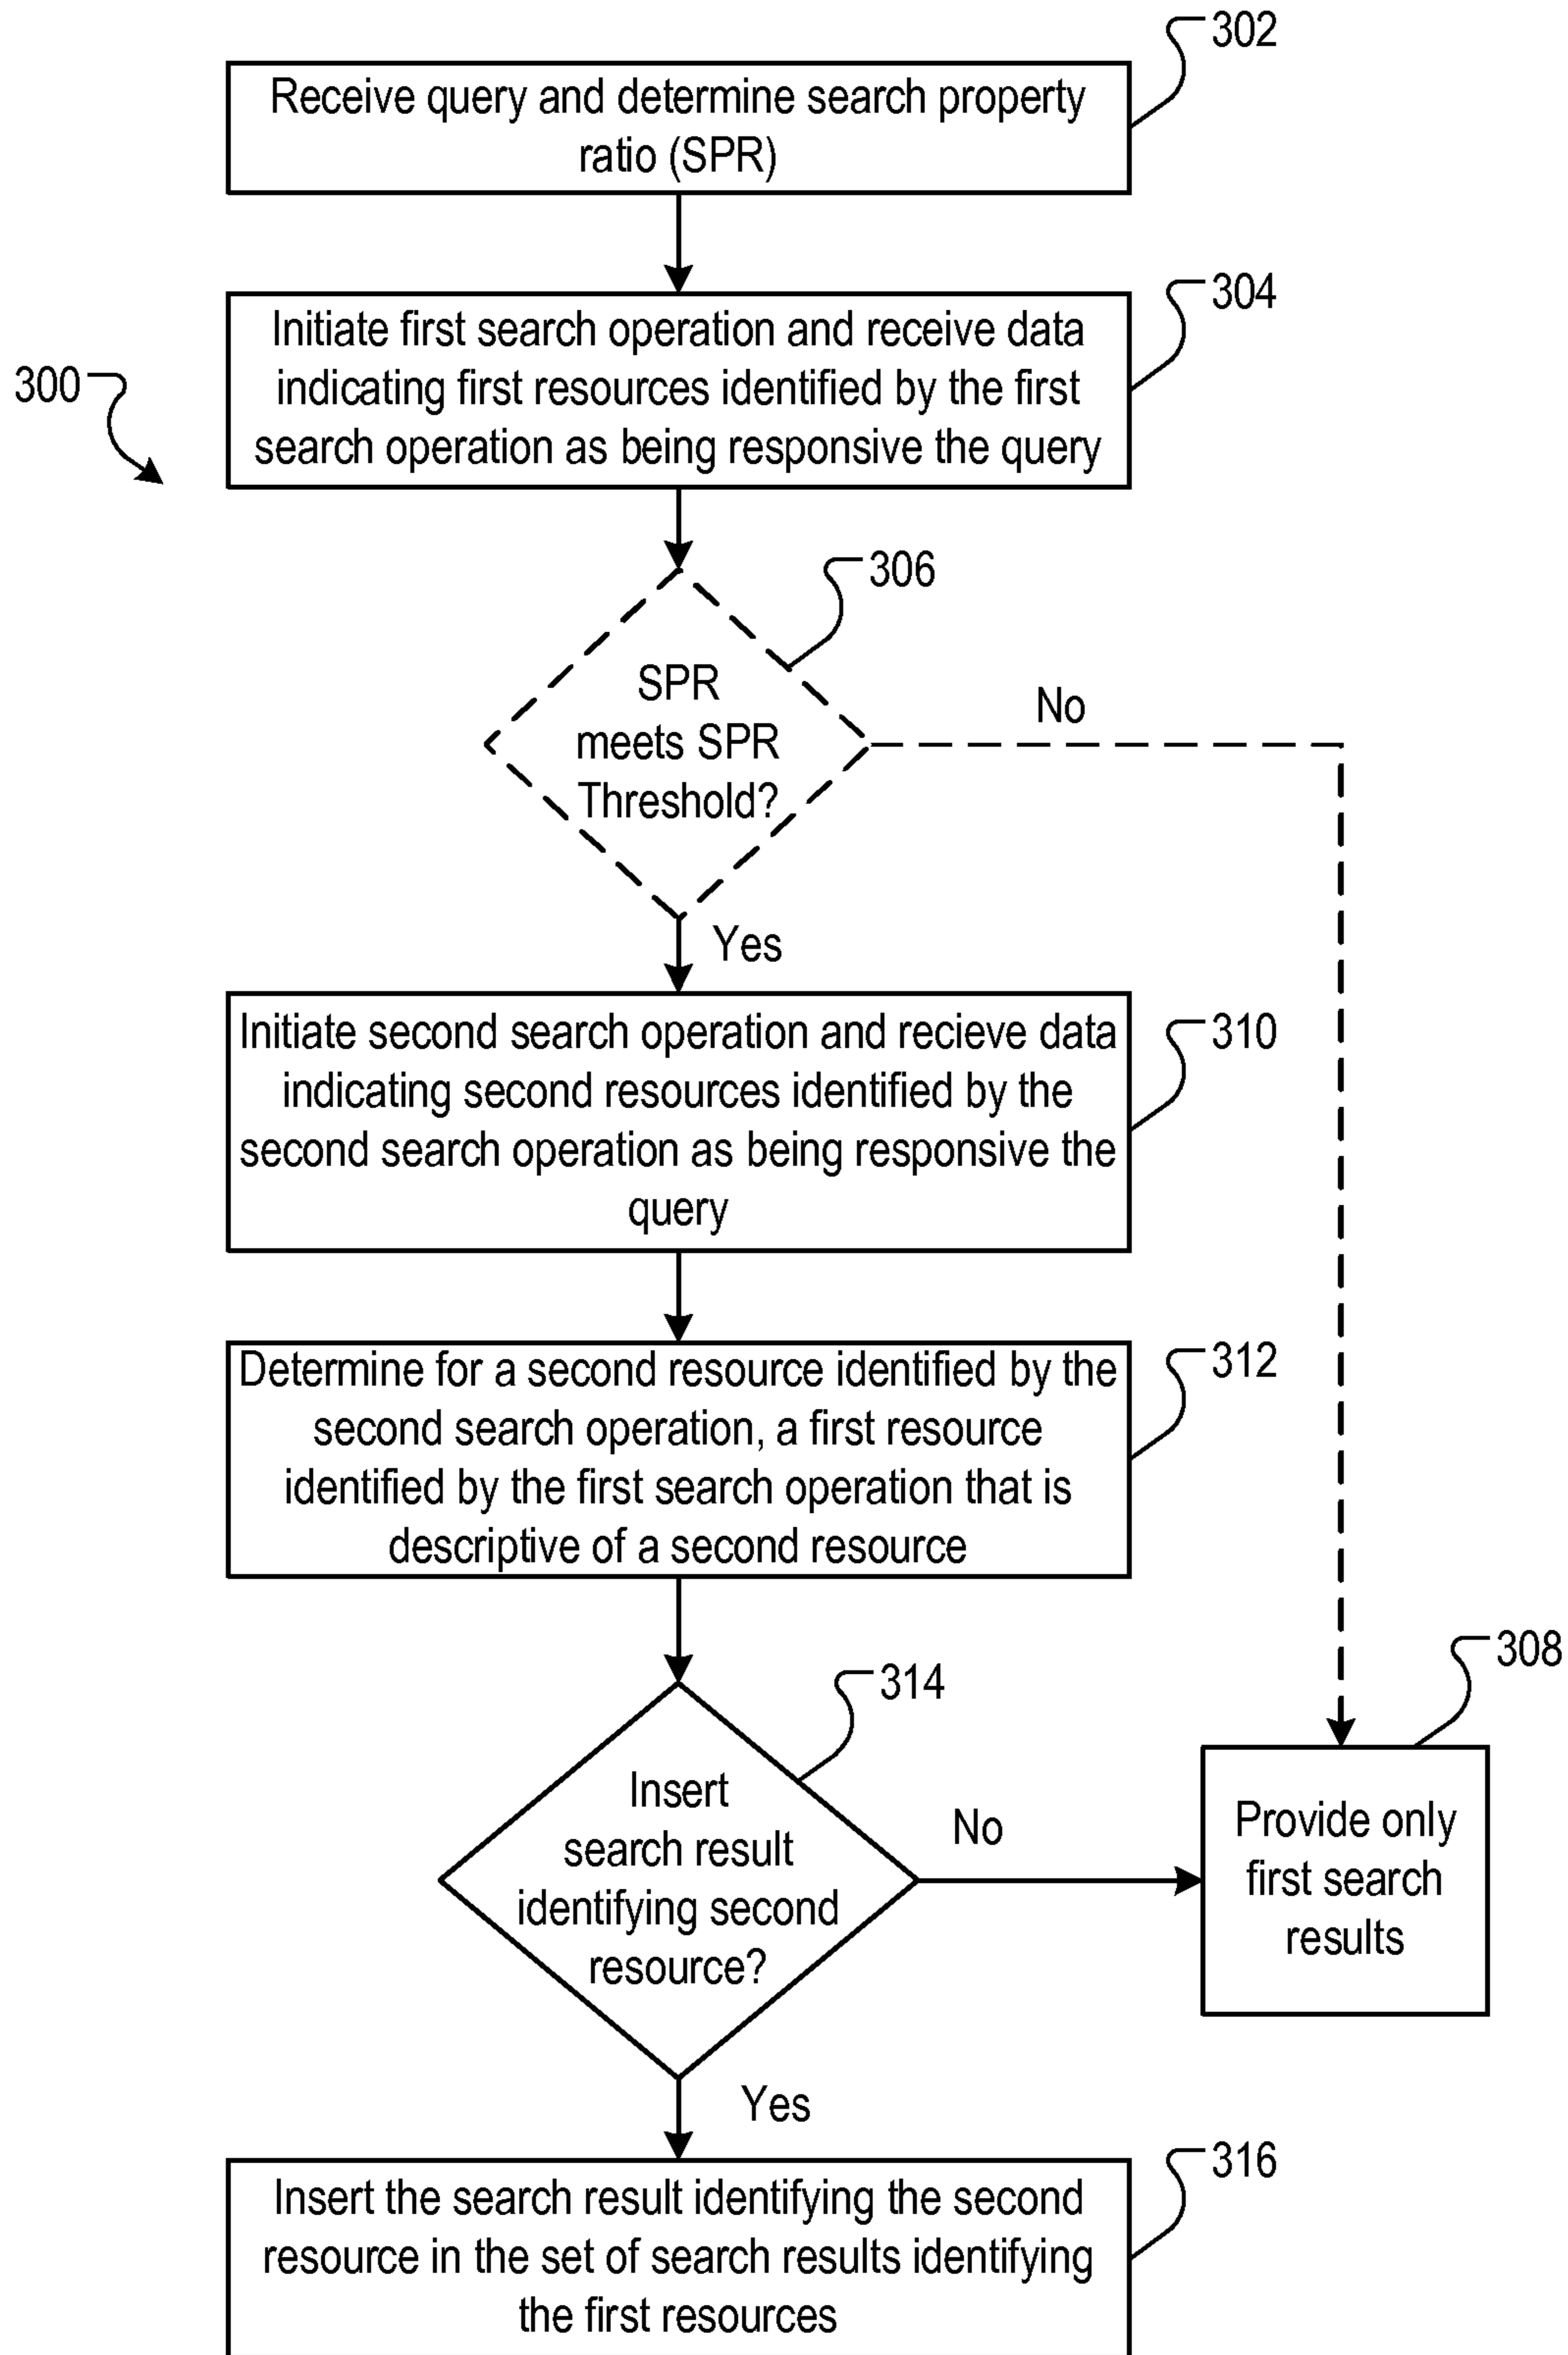 302
Receive query and determine search property
ratio (SPR)
304
Initiate first search operation and receive data
indicating first resources identified by the first
search operation as being responsive the query
300
306
SPR
meets SPR
Threshold?
No
Yes
310
Initiate second search operation and recieve data
indicating second resources identified by the
second search operation as being responsive the
query
312
Determine for a second resource identified by the
second search operation, a first resource
identified by the first search operation that is
descriptive of a second resource
308
314
Insert
search result
identifying second
resource?
No
Provide only
first search
results
Yes
316
Insert the search result identifying the second
resource in the set of search results identifying
the first resources